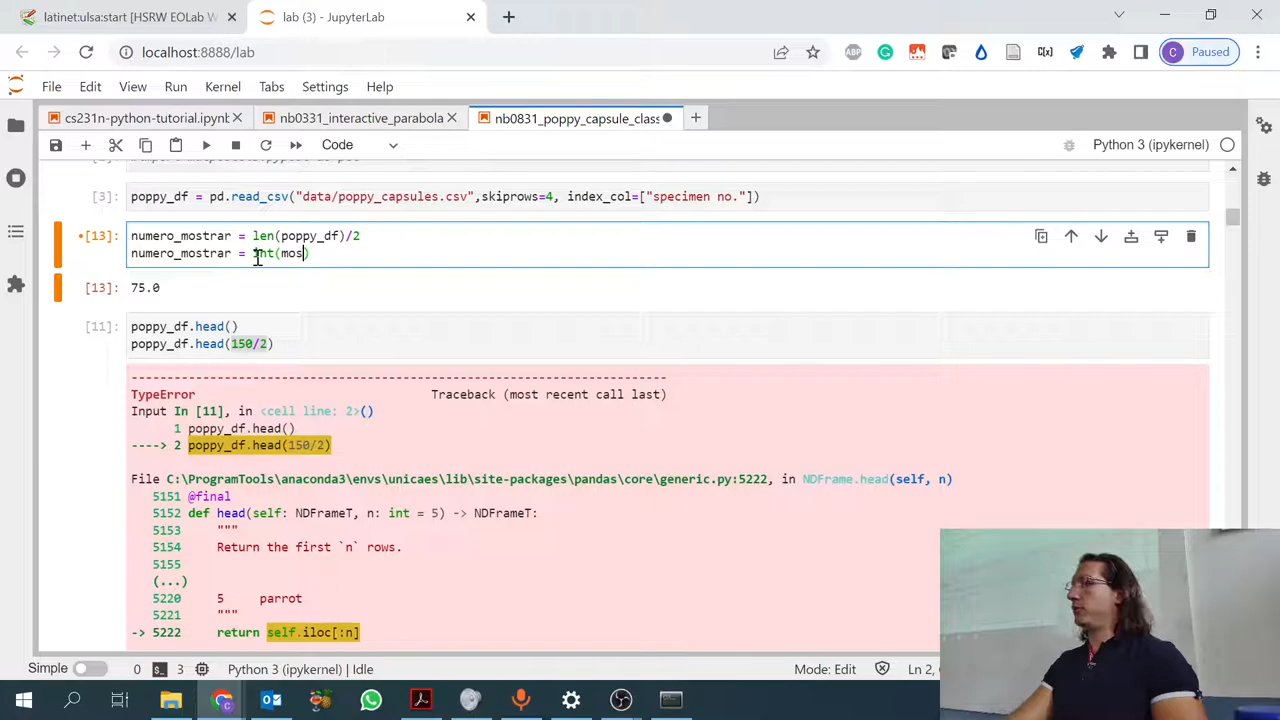 latinet:ulsa:start [HSRW EOLab W
lab (3) - JupyterLab
localhost:8888/lab
ABP
C[x]
C
Paused
File Edit View Run Kernel Tabs Settings Help
cs231n-python-tutorial.ipynb
nb0331_interactive_parabola
nb0831_poppy_capsule_class
Code
Python 3 (ipykernel)
[3]: poppy_df = pd.read_csv("data/poppy_capsules.csv",skiprows=4, index_col=["specimen no."])
[13]: numero_mostrar = len(poppy_df)/2
numero_mostrar = int(mos)
[13]: 75.0
[11]: poppy_df.head()
poppy_df.head(150/2)
---------------------------------------------------------------------------
TypeError Traceback (most recent call last)
Input In [11], in <cell line: 2>()
1 poppy_df.head()
----> 2 poppy_df.head(150/2)
File C:\ProgramTools\anaconda3\envs\unicaes\lib\site-packages\pandas\core\generic.py:5222, in NDFrame.head(self, n)
5151 @final
5152 def head(self: NDFrameT, n: int = 5) -> NDFrameT:
5153 """
5154 Return the first `n` rows.
5155
(...)
5220 5 parrot
5221 """
-> 5222 return self.iloc[:n]
Simple 0 3 Python 3 (ipykernel) | Idle Mode: Edit Ln 2,